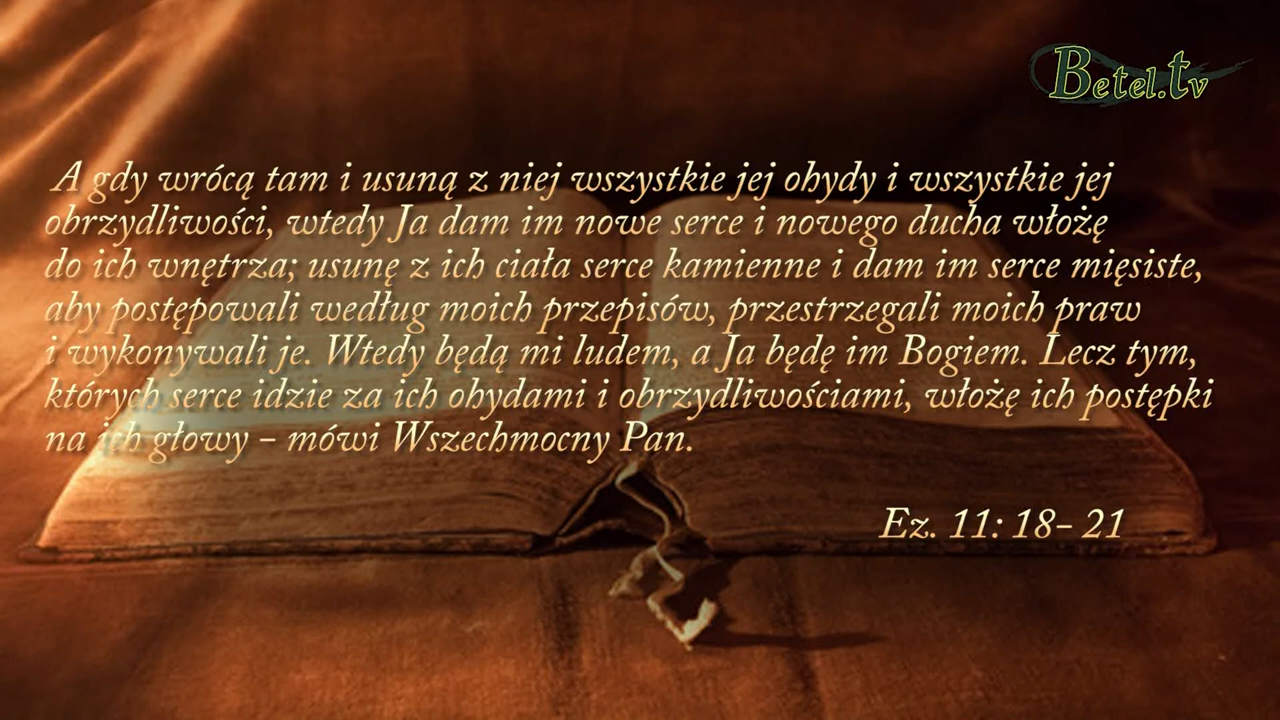 Betel.tv
A gdy wrócą tam i usuną z niej wszystkie jej ohydy i wszystkie jej
obrzydliwości, wtedy Ja dam im nowe serce i nowego ducha włożę
do ich wnętrza; usunę z ich ciała serce kamienne i dam im serce mięsiste,
aby postępowali według moich przepisów, przestrzegali moich praw
i wykonywali je. Wtedy będą mi ludem, a Ja będę im Bogiem. Lecz tym,
których serce idzie za ich ohydami i obrzydliwościami, włożę ich postępki
na ich głowy - mówi Wszechmocny Pan.
Ez. 11: 18- 21